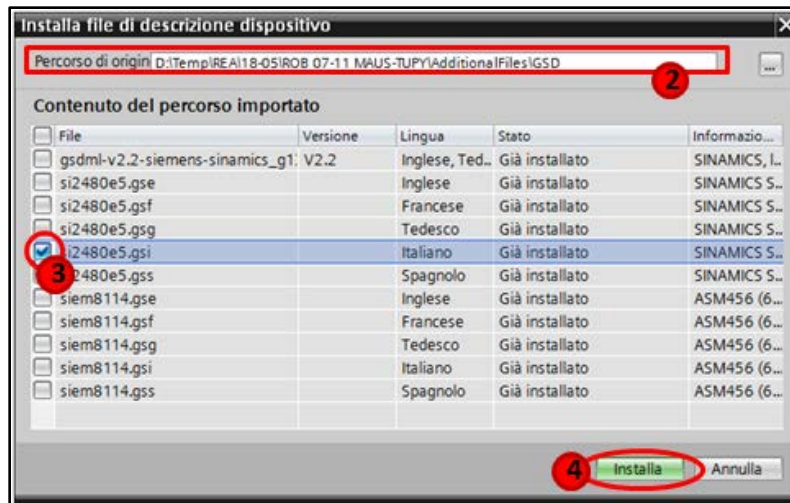 Installa file di descrizione dispositivo
Percorso di origin D:\Temp\REA\18-05\ROB 07-11 MAUS-TUPY\AdditionalFiles\GSD
2
...
Contenuto del percorso importato
File Versione Lingua Stato Informazio...
gsdml-v2.2-siemens-sinamics_g1 V2.2 Inglese, Ted... Già installato SINAMICS, I...
si2480e5.gse Inglese Già installato SINAMICS S...
si2480e5.gsf Francese Già installato SINAMICS S...
si2480e5.gsg Tedesco Già installato SINAMICS S...
si2480e5.gsi Italiano Già installato SINAMICS S...
3 2480e5.gss Spagnolo Già installato SINAMICS S...
siem8114.gse Inglese Già installato ASM456 (6...
siem8114.gsf Francese Già installato ASM456 (6...
siem8114.gsg Tedesco Già installato ASM456 (6...
siem8114.gsi Italiano Già installato ASM456 (6...
siem8114.gss Spagnolo Già installato ASM456 (6...
4 Installa Annulla